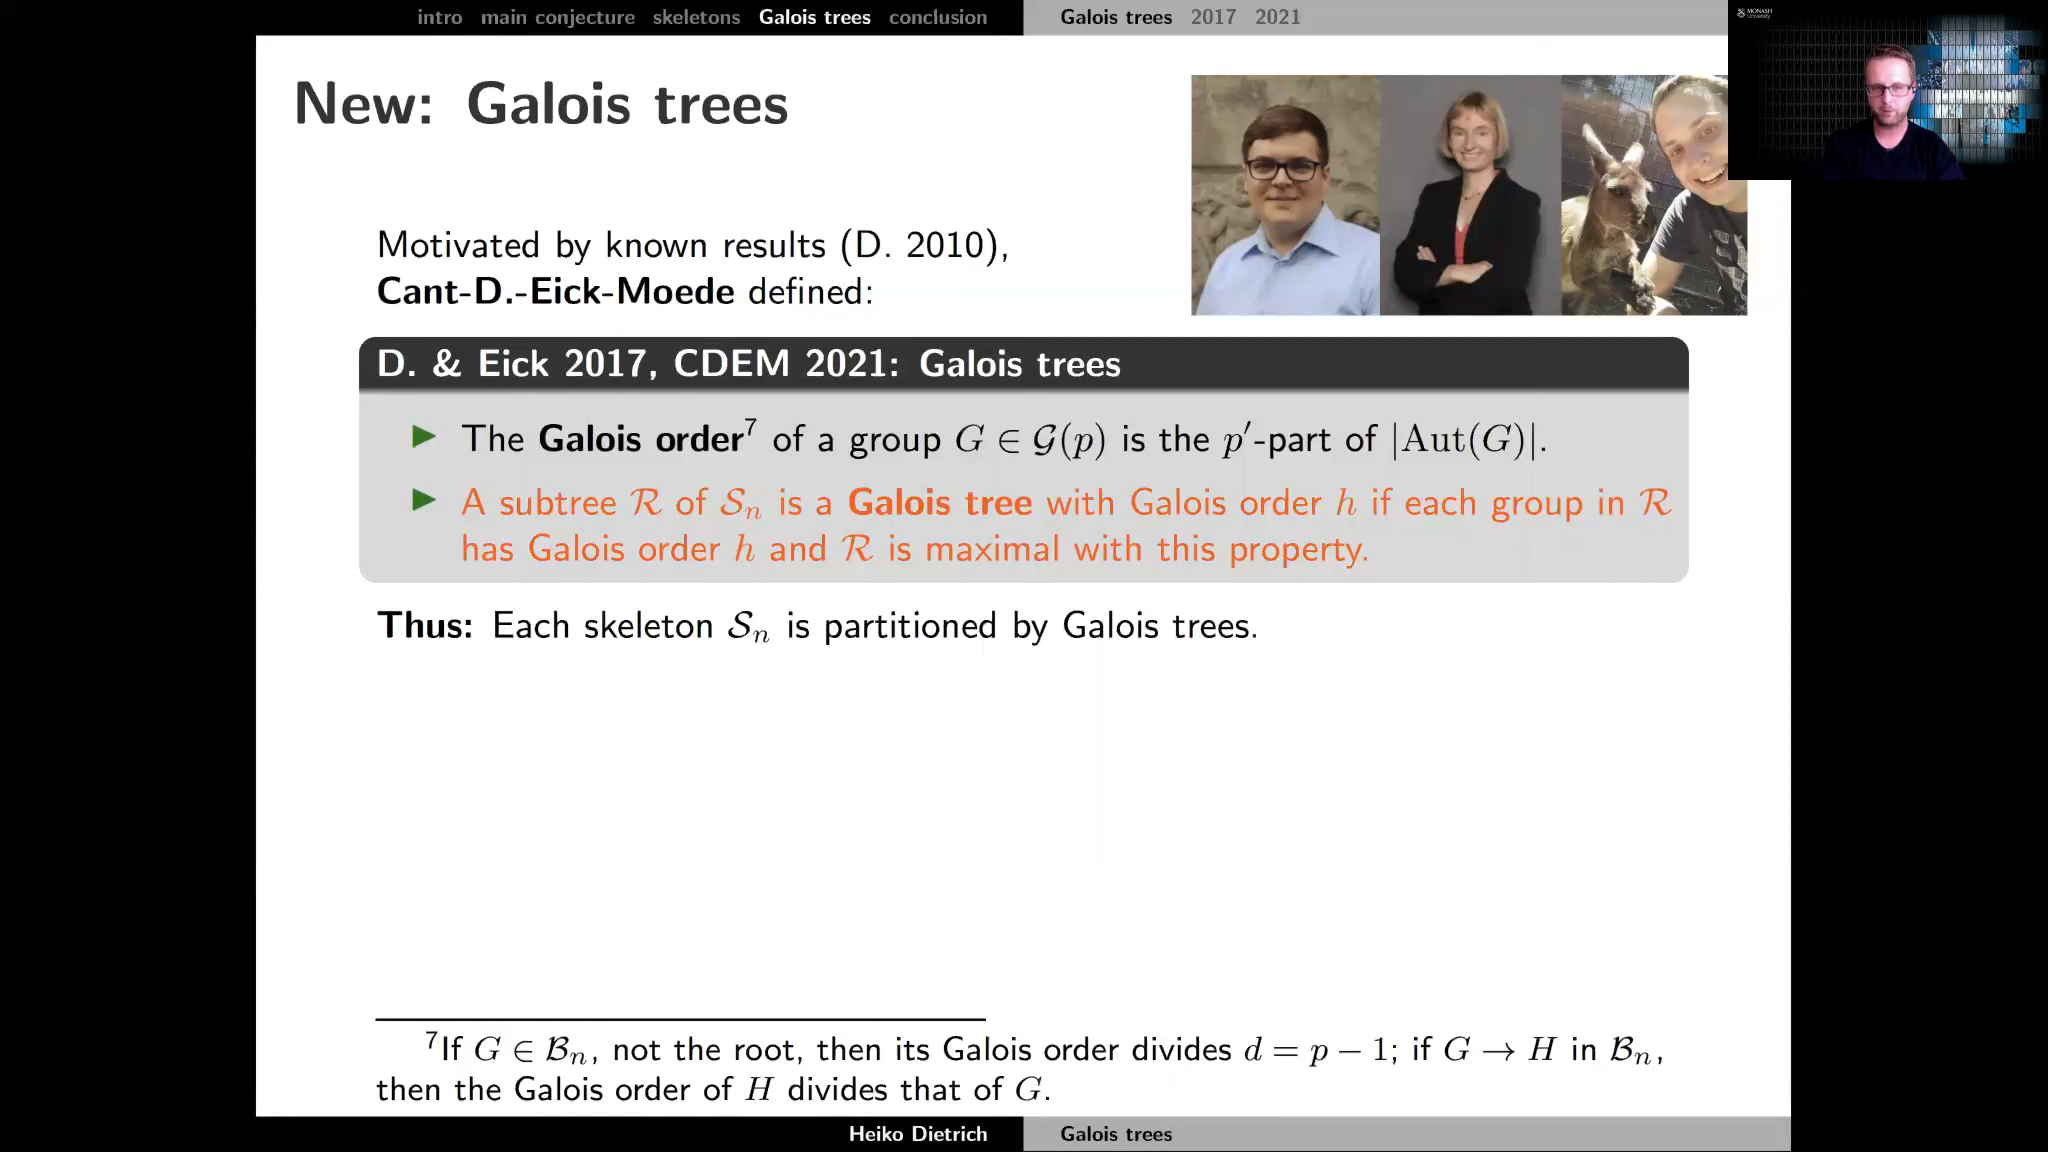 intro main conjecture skeletons Galois trees conclusion
Galois trees 2017 2021
MONASH
University
New: Galois trees
Motivated by known results (D. 2010),
Cant-D.-Eick-Moede defined:
D. & Eick 2017, CDEM 2021: Galois trees
▶ The Galois order⁷ of a group G ∈ 𝒢(p) is the p′-part of |Aut(G)|.
▶ A subtree ℛ of 𝒮ₙ is a Galois tree with Galois order h if each group in ℛ
has Galois order h and ℛ is maximal with this property.
Thus: Each skeleton 𝒮ₙ is partitioned by Galois trees.
⁷If G ∈ ℬₙ, not the root, then its Galois order divides d = p − 1; if G → H in ℬₙ,
then the Galois order of H divides that of G.
Heiko Dietrich
Galois trees